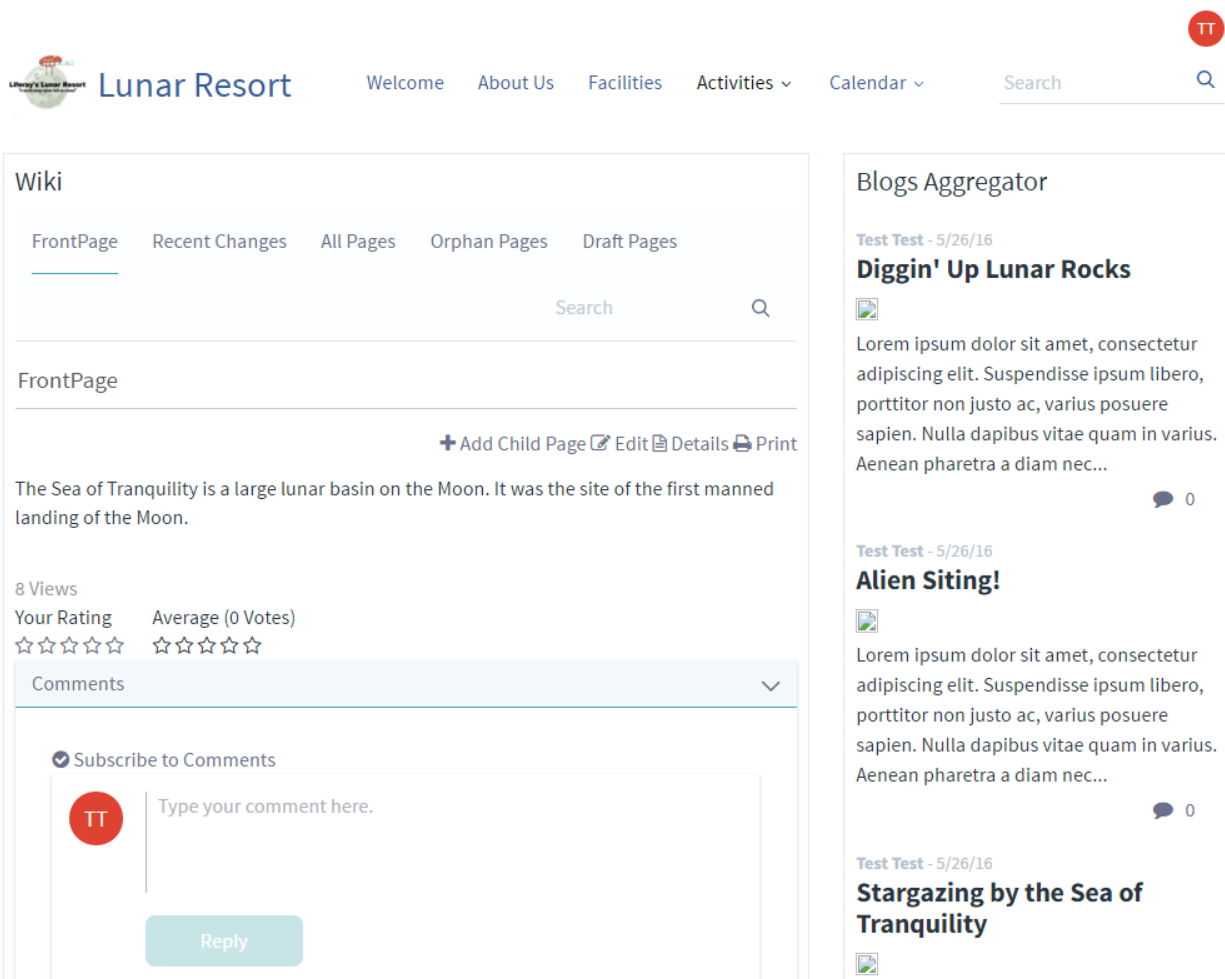 TT
Liferay's Lunar Resort
Lunar Resort
Welcome About Us Facilities Activities Calendar Search
Wiki
FrontPage Recent Changes All Pages Orphan Pages Draft Pages
Search
FrontPage
Add Child Page Edit Details Print
The Sea of Tranquility is a large lunar basin on the Moon. It was the site of the first manned
landing of the Moon.
8 Views
Your Rating Average (0 Votes)
Comments
Subscribe to Comments
TT
Type your comment here.
Reply
Blogs Aggregator
Test Test - 5/26/16
Diggin' Up Lunar Rocks
Lorem ipsum dolor sit amet, consectetur
adipiscing elit. Suspendisse ipsum libero,
porttitor non justo ac, varius posuere
sapien. Nulla dapibus vitae quam in varius.
Aenean pharetra a diam nec...
0
Test Test - 5/26/16
Alien Siting!
Lorem ipsum dolor sit amet, consectetur
adipiscing elit. Suspendisse ipsum libero,
porttitor non justo ac, varius posuere
sapien. Nulla dapibus vitae quam in varius.
Aenean pharetra a diam nec...
0
Test Test - 5/26/16
Stargazing by the Sea of
Tranquility